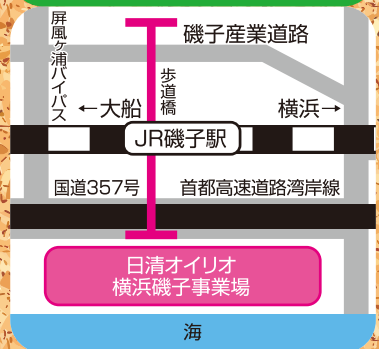 屏風ヶ浦バイパス
磯子産業道路
歩道橋
←大船
横浜→
JR磯子駅
国道357号
首都高速道路湾岸線
日清オイリオ
横浜磯子事業場
海